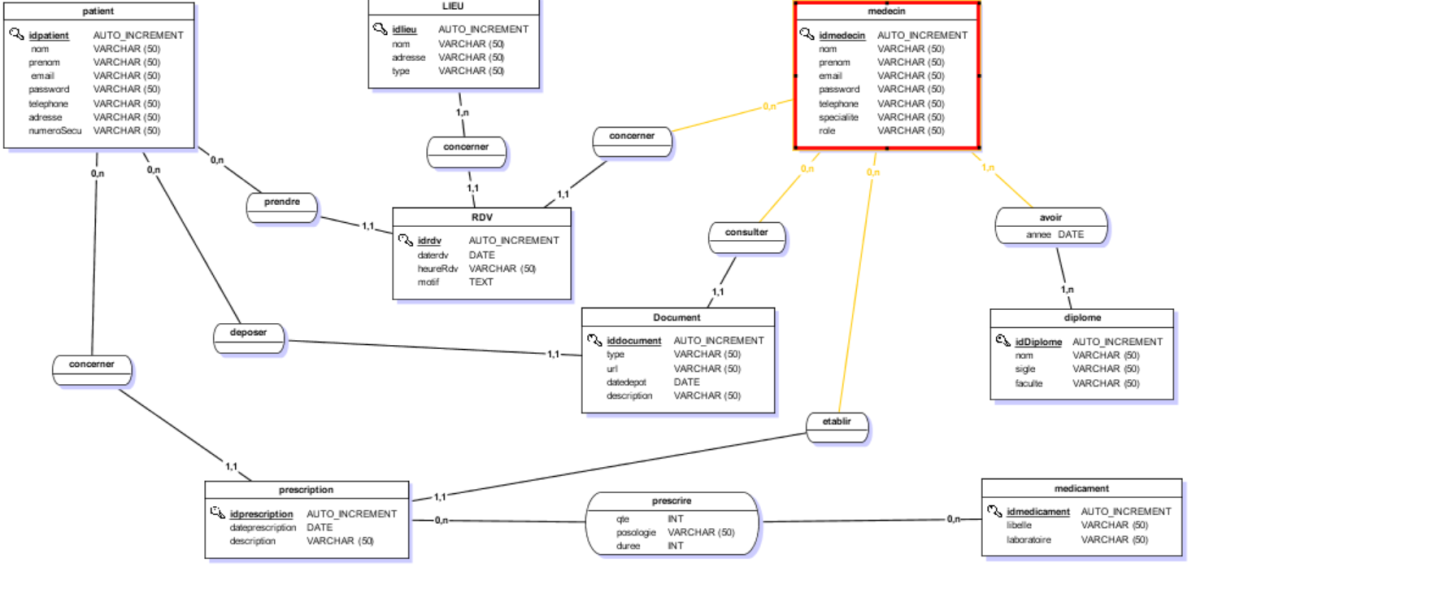 patient
idpatient AUTO_INCREMENT
nom VARCHAR (50)
prenom VARCHAR (50)
email VARCHAR (50)
password VARCHAR (50)
telephone VARCHAR (50)
adresse VARCHAR (50)
numeroSecu VARCHAR (50)
LIEU
idlieu AUTO_INCREMENT
nom VARCHAR (50)
adresse VARCHAR (50)
type VARCHAR (50)
medecin
idmedecin AUTO_INCREMENT
nom VARCHAR (50)
prenom VARCHAR (50)
email VARCHAR (50)
password VARCHAR (50)
telephone VARCHAR (50)
specialite VARCHAR (50)
role VARCHAR (50)
1,n
concerner
1,1
0,n
concerner
1,1
0,n
prendre
1,1
0,n
0,n
RDV
idrdv AUTO_INCREMENT
daterdv DATE
heureRdv VARCHAR (50)
motif TEXT
0,n
consulter
1,1
0,n
1,n
avoir
annee DATE
1,n
deposer
1,1
Document
iddocument AUTO_INCREMENT
type VARCHAR (50)
url VARCHAR (50)
datedepot DATE
description VARCHAR (50)
diplome
idDiplome AUTO_INCREMENT
nom VARCHAR (50)
sigle VARCHAR (50)
faculte VARCHAR (50)
concerner
1,1
etablir
1,1
prescription
idprescription AUTO_INCREMENT
dateprescription DATE
description VARCHAR (50)
0,n
prescrire
qte INT
posologie VARCHAR (50)
duree INT
0,n
medicament
idmedicament AUTO_INCREMENT
libelle VARCHAR (50)
laboratoire VARCHAR (50)